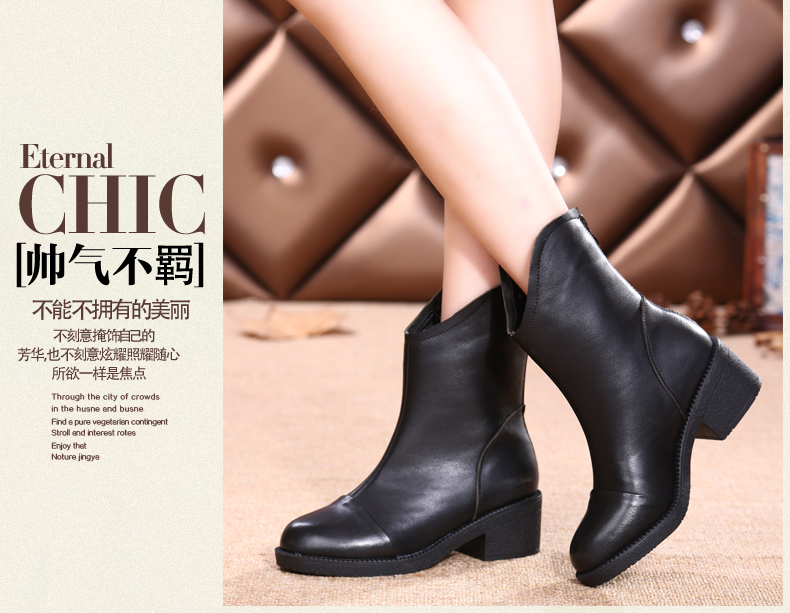 Eternal
CHIC
[帅气不羁]
不能不拥有的美丽
不刻意掩饰自己的
芳华,也不刻意炫耀照耀随心
所欲一样是焦点
Through the city of crowds
in the husne and busne
Find a pure vegetarian contingent
Stroll and interest rotes
Enjoy that
Noture jingye